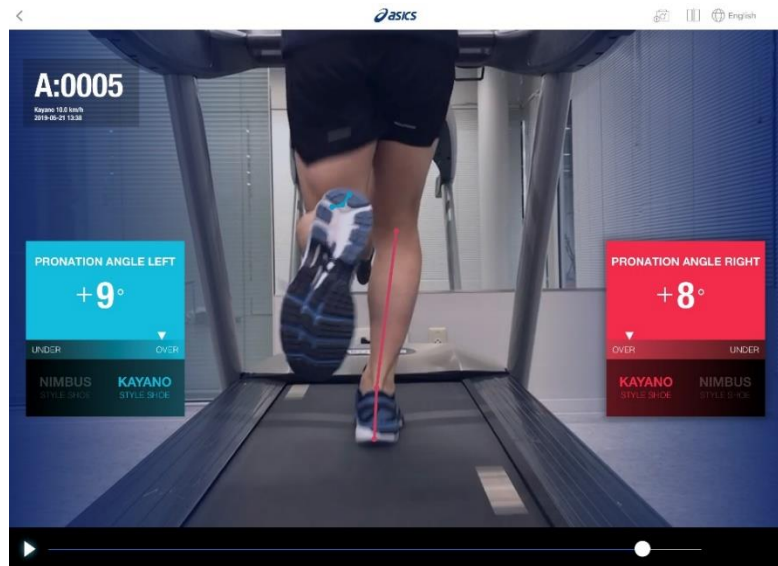 asics
English
A:0005
Kayano 10.0 km/h
2019-05-21 13:38
PRONATION ANGLE LEFT
+9°
UNDER OVER
NIMBUS KAYANO
STYLE SHOE STYLE SHOE
PRONATION ANGLE RIGHT
+8°
OVER UNDER
KAYANO NIMBUS
STYLE SHOE STYLE SHOE